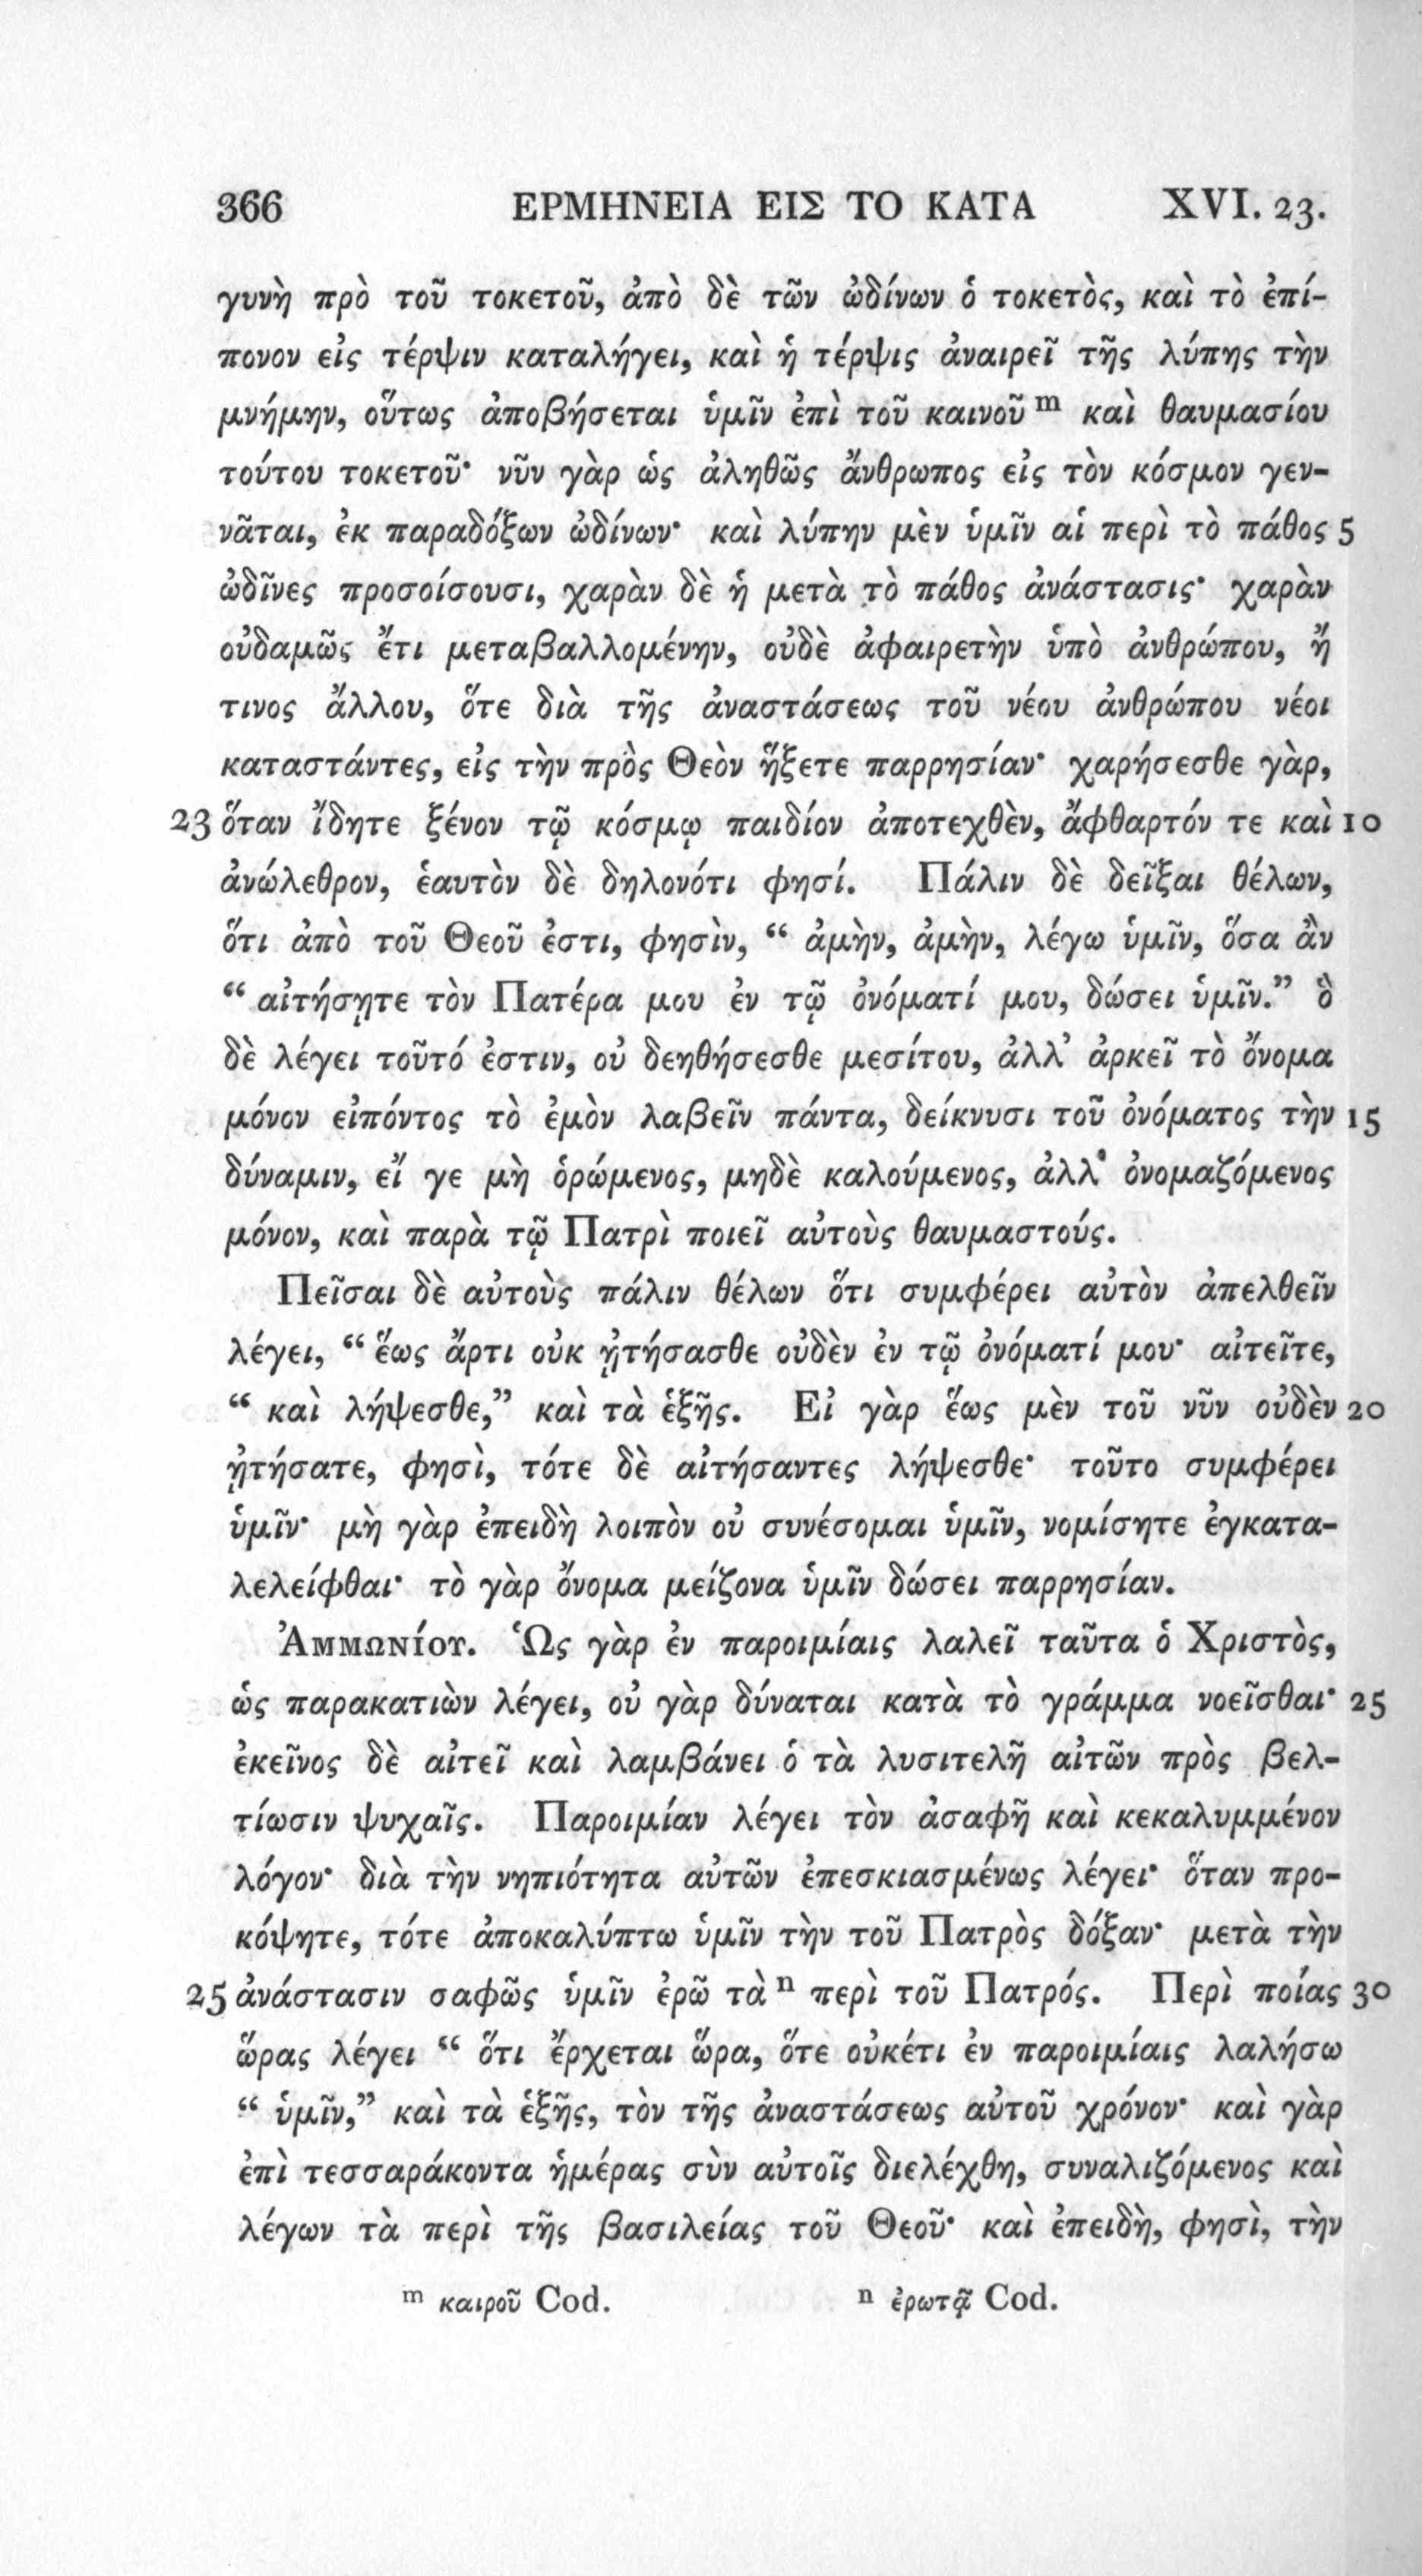 366 ΕΡΜΗΝΕΙΑ ΕΙΣ ΤΟ ΚΑΤΑ XVI. 23.
γυνὴ πρὸ τοῦ τοκετοῦ, ἀπὸ δὲ τῶν ὠδίνων ὁ τοκετὸς, καὶ τὸ ἐπί-
πονον εἰς τέρψιν καταλήγει, καὶ ἡ τέρψις ἀναιρεῖ τῆς λύπης τὴν
μνήμην, οὕτως ἀποβήσεται ὑμῖν ἐπὶ τοῦ καινοῦ m καὶ θαυμασίου
τούτου τοκετοῦ· νῦν γὰρ ὡς ἀληθῶς ἄνθρωπος εἰς τὸν κόσμον γεν-
νᾶται, ἐκ παραδόξων ὠδίνων· καὶ λύπην μὲν ὑμῖν αἱ περὶ τὸ πάθος 5
ὠδῖνες προσοίσουσι, χαρὰν δὲ ἡ μετὰ τὸ πάθος ἀνάστασις· χαρὰν
οὐδαμῶς ἔτι μεταβαλλομένην, οὐδὲ ἀφαιρετὴν ὑπὸ ἀνθρώπου, ἤ
τινος ἄλλου, ὅτε διὰ τῆς ἀναστάσεως τοῦ νέου ἀνθρώπου νέοι
καταστάντες, εἰς τὴν πρὸς Θεὸν ἥξετε παρρησίαν· χαρήσεσθε γὰρ,
23 ὅταν ἴδητε ξένον τῷ κόσμῳ παιδίον ἀποτεχθὲν, ἄφθαρτόν τε καὶ 10
ἀνώλεθρον, ἑαυτὸν δὲ δηλονότι φησί. Πάλιν δὲ δεῖξαι θέλων,
ὅτι ἀπὸ τοῦ Θεοῦ ἐστι, φησὶν, “ ἀμὴν, ἀμὴν, λέγω ὑμῖν, ὅσα ἂν
“ αἰτήσητε τὸν Πατέρα μου ἐν τῷ ὀνόματί μου, δώσει ὑμῖν.” ὃ
δὲ λέγει τοῦτό ἐστιν, οὐ δεηθήσεσθε μεσίτου, ἀλλ’ ἀρκεῖ τὸ ὄνομα
μόνον εἰπόντος τὸ ἐμὸν λαβεῖν πάντα, δείκνυσι τοῦ ὀνόματος τὴν 15
δύναμιν, εἴ γε μὴ ὁρώμενος, μηδὲ καλούμενος, ἀλλ’ ὀνομαζόμενος
μόνον, καὶ παρὰ τῷ Πατρὶ ποιεῖ αὐτοὺς θαυμαστούς.
Πεῖσαι δὲ αὐτοὺς πάλιν θέλων ὅτι συμφέρει αὐτὸν ἀπελθεῖν
λέγει, “ ἕως ἄρτι οὐκ ᾐτήσασθε οὐδὲν ἐν τῷ ὀνόματί μου· αἰτεῖτε,
“ καὶ λήψεσθε,” καὶ τὰ ἑξῆς. Εἰ γὰρ ἕως μὲν τοῦ νῦν οὐδὲν 20
ᾐτήσατε, φησὶ, τότε δὲ αἰτήσαντες λήψεσθε· τοῦτο συμφέρει
ὑμῖν· μὴ γὰρ ἐπειδὴ λοιπὸν οὐ συνέσομαι ὑμῖν, νομίσητε ἐγκατα-
λελείφθαι· τὸ γὰρ ὄνομα μείζονα ὑμῖν δώσει παρρησίαν.
Ἀμμωνίου. Ὡς γὰρ ἐν παροιμίαις λαλεῖ ταῦτα ὁ Χριστὸς,
ὡς παρακατιὼν λέγει, οὐ γὰρ δύναται κατὰ τὸ γράμμα νοεῖσθαι· 25
ἐκεῖνος δὲ αἰτεῖ καὶ λαμβάνει ὁ τὰ λυσιτελῆ αἰτῶν πρὸς βελ-
τίωσιν ψυχαῖς. Παροιμίαν λέγει τὸν ἀσαφῆ καὶ κεκαλυμμένον
λόγον· διὰ τὴν νηπιότητα αὐτῶν ἐπεσκιασμένως λέγει· ὅταν προ-
κόψητε, τότε ἀποκαλύπτω ὑμῖν τὴν τοῦ Πατρὸς δόξαν· μετὰ τὴν
25 ἀνάστασιν σαφῶς ὑμῖν ἐρῶ τὰ n περὶ τοῦ Πατρός. Περὶ ποίας 30
ὥρας λέγει “ ὅτι ἔρχεται ὥρα, ὅτε οὐκέτι ἐν παροιμίαις λαλήσω
“ ὑμῖν,” καὶ τὰ ἑξῆς, τὸν τῆς ἀναστάσεως αὐτοῦ χρόνον· καὶ γὰρ
ἐπὶ τεσσαράκοντα ἡμέρας σὺν αὐτοῖς διελέχθη, συναλιζόμενος καὶ
λέγων τὰ περὶ τῆς βασιλείας τοῦ Θεοῦ· καὶ ἐπειδὴ, φησὶ, τὴν
m καιροῦ Cod. n ἐρωτᾷ Cod.